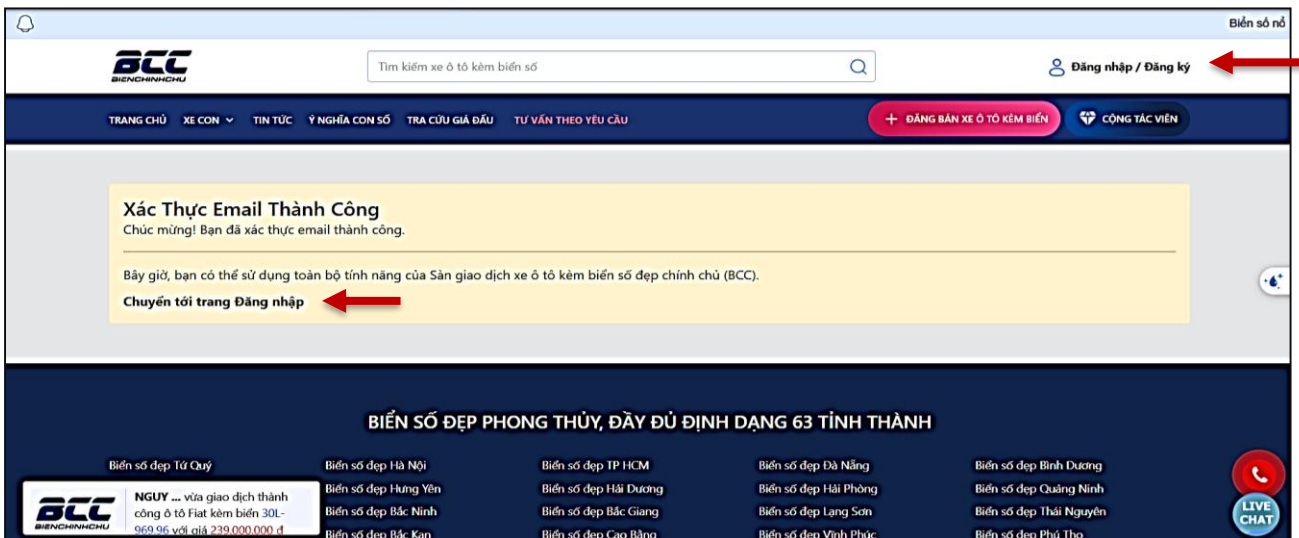 Biển số nổ
BCC
BIENCHINHCHU
Tìm kiếm xe ô tô kèm biển số
Đăng nhập / Đăng ký
TRANG CHỦ XE CON TIN TỨC Ý NGHĨA CON SỐ TRA CỨU GIÁ ĐẤU TƯ VẤN THEO YÊU CẦU
+ ĐĂNG BÁN XE Ô TÔ KÈM BIỂN
CỘNG TÁC VIÊN
Xác Thực Email Thành Công
Chúc mừng! Bạn đã xác thực email thành công.
Bây giờ, bạn có thể sử dụng toàn bộ tính năng của Sàn giao dịch xe ô tô kèm biển số đẹp chính chủ (BCC).
Chuyển tới trang Đăng nhập
BIỂN SỐ ĐẸP PHONG THỦY, ĐẦY ĐỦ ĐỊNH DẠNG 63 TỈNH THÀNH
Biển số đẹp Tứ Quý Biển số đẹp Hà Nội Biển số đẹp TP HCM Biển số đẹp Đà Nẵng Biển số đẹp Bình Dương
Biển số đẹp Hưng Yên Biển số đẹp Hải Dương Biển số đẹp Hải Phòng Biển số đẹp Quảng Ninh
Biển số đẹp Bắc Ninh Biển số đẹp Bắc Giang Biển số đẹp Lạng Sơn Biển số đẹp Thái Nguyên
Biển số đẹp Bắc Kạn Biển số đẹp Cao Bằng Biển số đẹp Vĩnh Phúc Biển số đẹp Phú Thọ
BCC
BIENCHINHCHU
NGUY ... vừa giao dịch thành
công ô tô Fiat kèm biển 30L-
969.96 với giá 239.000.000 đ
LIVE
CHAT